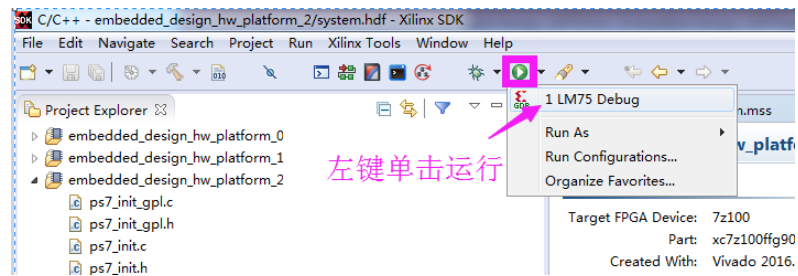 C/C++ - embedded_design_hw_platform_2/system.hdf - Xilinx SDK
File Edit Navigate Search Project Run Xilinx Tools Window Help
Project Explorer
1 LM75 Debug
n.mss
embedded_design_hw_platform_0
Run As
v_platf
embedded_design_hw_platform_1
左键单击运行
Run Configurations...
embedded_design_hw_platform_2
Organize Favorites...
ps7_init_gpl.c
ps7_init_gpl.h
Target FPGA Device: 7z100
ps7_init.c
Part: xc7z100ffg90
ps7_init.h
Created With: Vivado 2016.